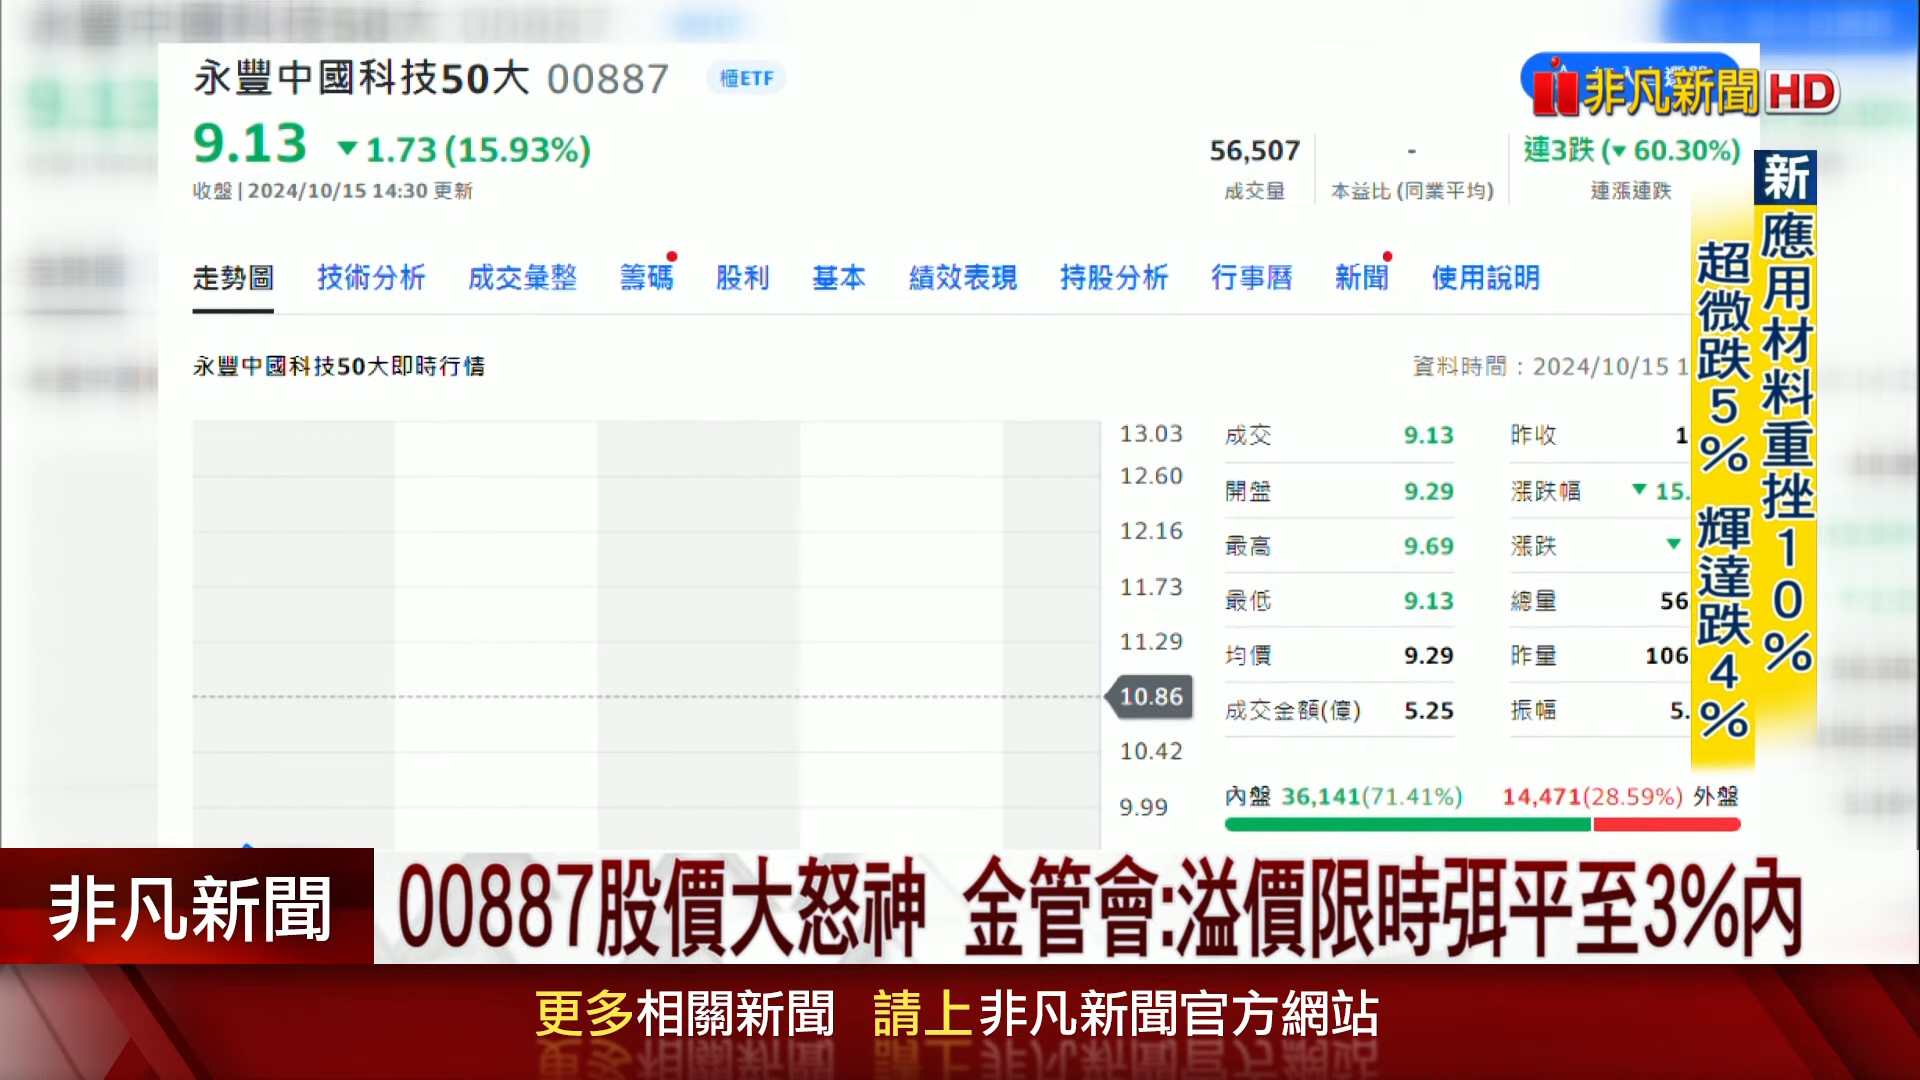 永豐中國科技50大 00887 櫃ETF
非凡新聞 HD
9.13 ▼1.73 (15.93%)
收盤 | 2024/10/15 14:30 更新
56,507
成交量
-
本益比 (同業平均)
連3跌 (▼60.30%)
連漲連跌
走勢圖 技術分析 成交彙整 籌碼 股利 基本 績效表現 持股分析 行事曆 新聞 使用說明
永豐中國科技50大即時行情
資料時間：2024/10/15 1
13.03
12.60
12.16
11.73
11.29
10.86
10.42
9.99
成交 9.13 昨收 1
開盤 9.29 漲跌幅 ▼ 15.
最高 9.69 漲跌 ▼
最低 9.13 總量 56
均價 9.29 昨量 106
成交金額(億) 5.25 振幅 5.
內盤 36,141(71.41%) 14,471(28.59%) 外盤
新 應用材料重挫10%
超微跌5% 輝達跌4%
非凡新聞
00887股價大怒神 金管會:溢價限時弭平至3%內
更多相關新聞 請上非凡新聞官方網站